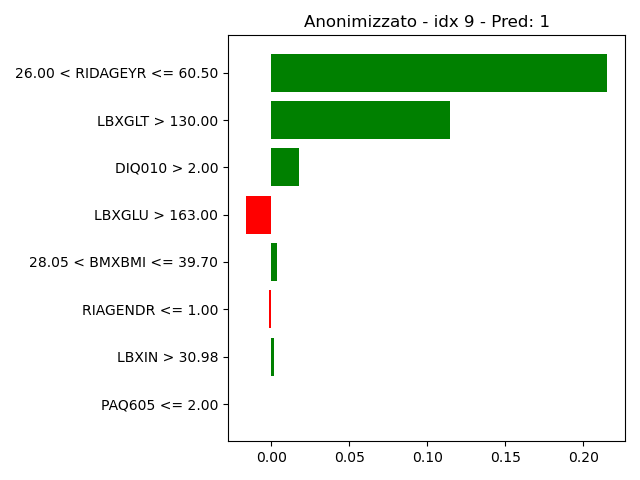 Anonimizzato - idx 9 - Pred: 1
26.00 < RIDAGEYR <= 60.50
LBXGLT > 130.00
DIQ010 > 2.00
LBXGLU > 163.00
28.05 < BMXBMI <= 39.70
RIAGENDR <= 1.00
LBXIN > 30.98
PAQ605 <= 2.00
0.00 0.05 0.10 0.15 0.20